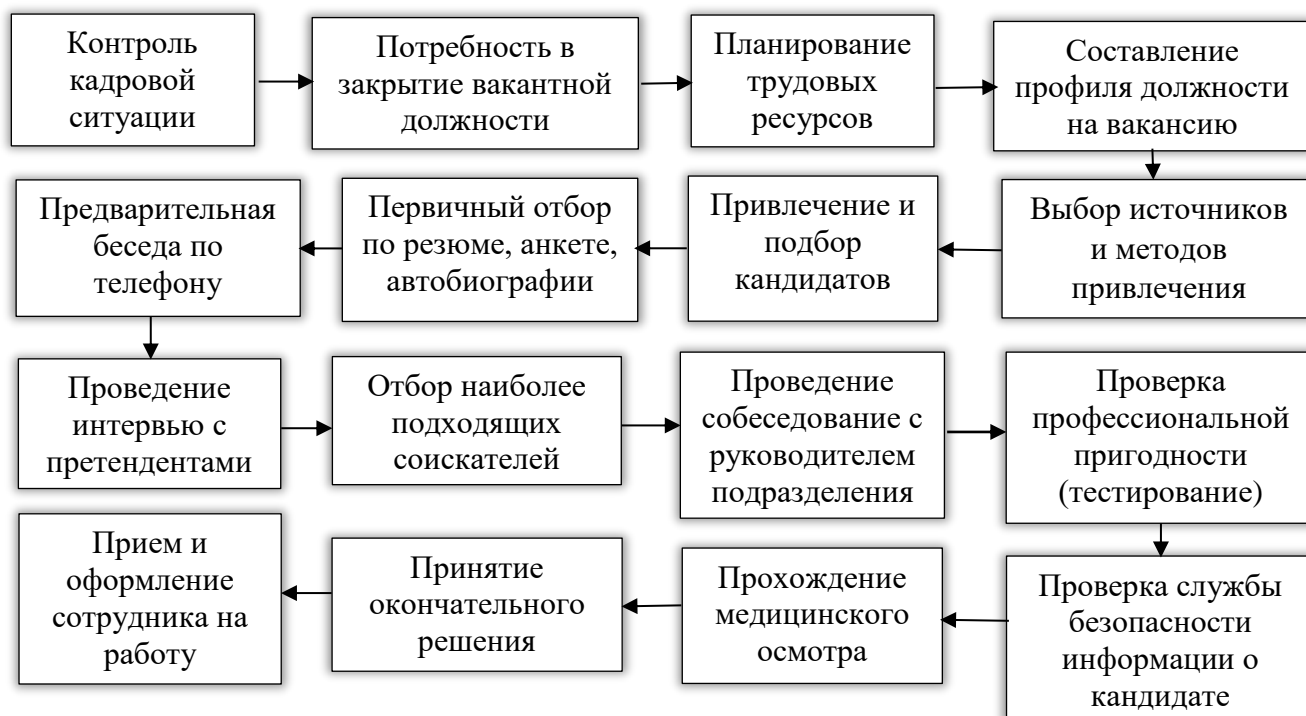 Контроль
кадровой
ситуации
Потребность в
закрытие вакантной
должности
Планирование
трудовых
ресурсов
Составление
профиля должности
на вакансию
Выбор источников
и методов
привлечения
Привлечение и
подбор
кандидатов
Первичный отбор
по резюме, анкете,
автобиографии
Предварительная
беседа по
телефону
Проведение
интервью с
претендентами
Отбор наиболее
подходящих
соискателей
Проведение
собеседование с
руководителем
подразделения
Проверка
профессиональной
пригодности
(тестирование)
Проверка службы
безопасности
информации о
кандидате
Прохождение
медицинского
осмотра
Принятие
окончательного
решения
Прием и
оформление
сотрудника на
работу